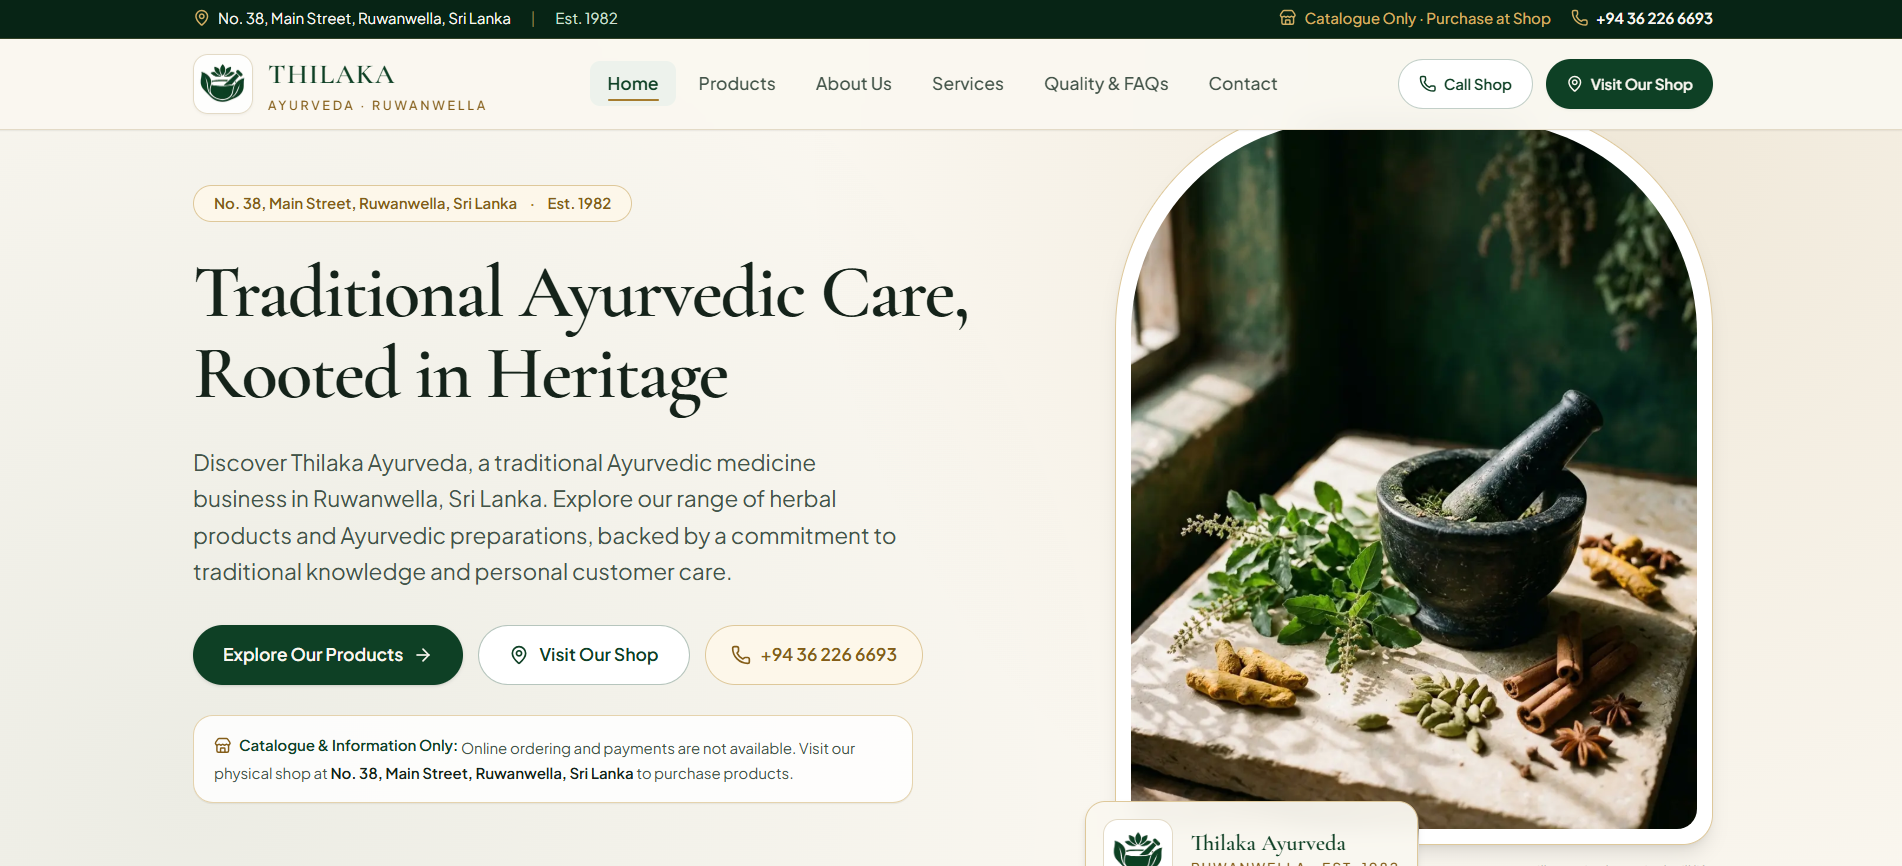 No. 38, Main Street, Ruwanwella, Sri Lanka | Est. 1982
Catalogue Only · Purchase at Shop
+94 36 226 6693
THILAKA
AYURVEDA · RUWANWELLA
Home
Products
About Us
Services
Quality & FAQs
Contact
Call Shop
Visit Our Shop
No. 38, Main Street, Ruwanwella, Sri Lanka · Est. 1982
Traditional Ayurvedic Care,
Rooted in Heritage
Discover Thilaka Ayurveda, a traditional Ayurvedic medicine
business in Ruwanwella, Sri Lanka. Explore our range of herbal
products and Ayurvedic preparations, backed by a commitment to
traditional knowledge and personal customer care.
Explore Our Products →
Visit Our Shop
+94 36 226 6693
Catalogue & Information Only: Online ordering and payments are not available. Visit our
physical shop at No. 38, Main Street, Ruwanwella, Sri Lanka to purchase products.
Thilaka Ayurveda
RUWANWELLA · EST. 1982